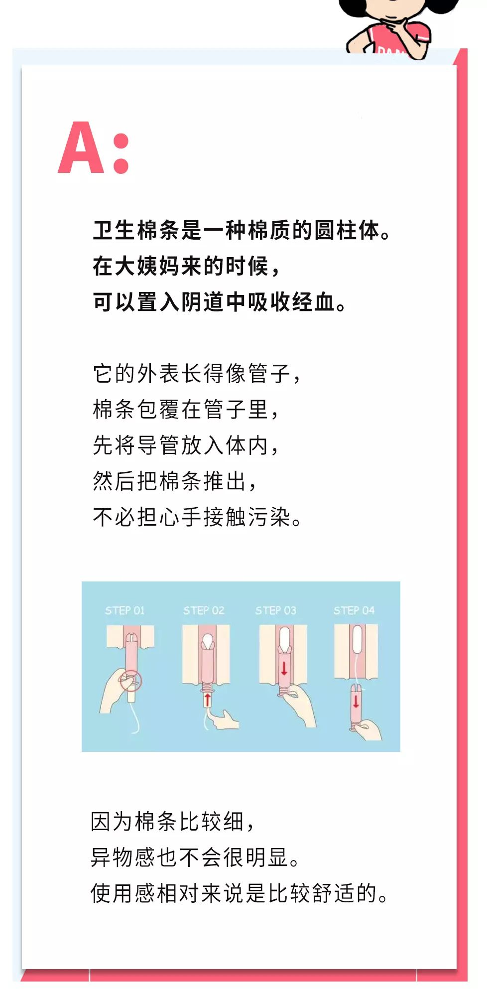 A:
卫生棉条是一种棉质的圆柱体。
在大姨妈来的时候，
可以置入阴道中吸收经血。
它的外表长得像管子，
棉条包覆在管子里，
先将导管放入体内，
然后把棉条推出，
不必担心手接触污染。
STEP 01 STEP 02 STEP 03 STEP 04
因为棉条比较细，
异物感也不会很明显。
使用感相对来说是比较舒适的。